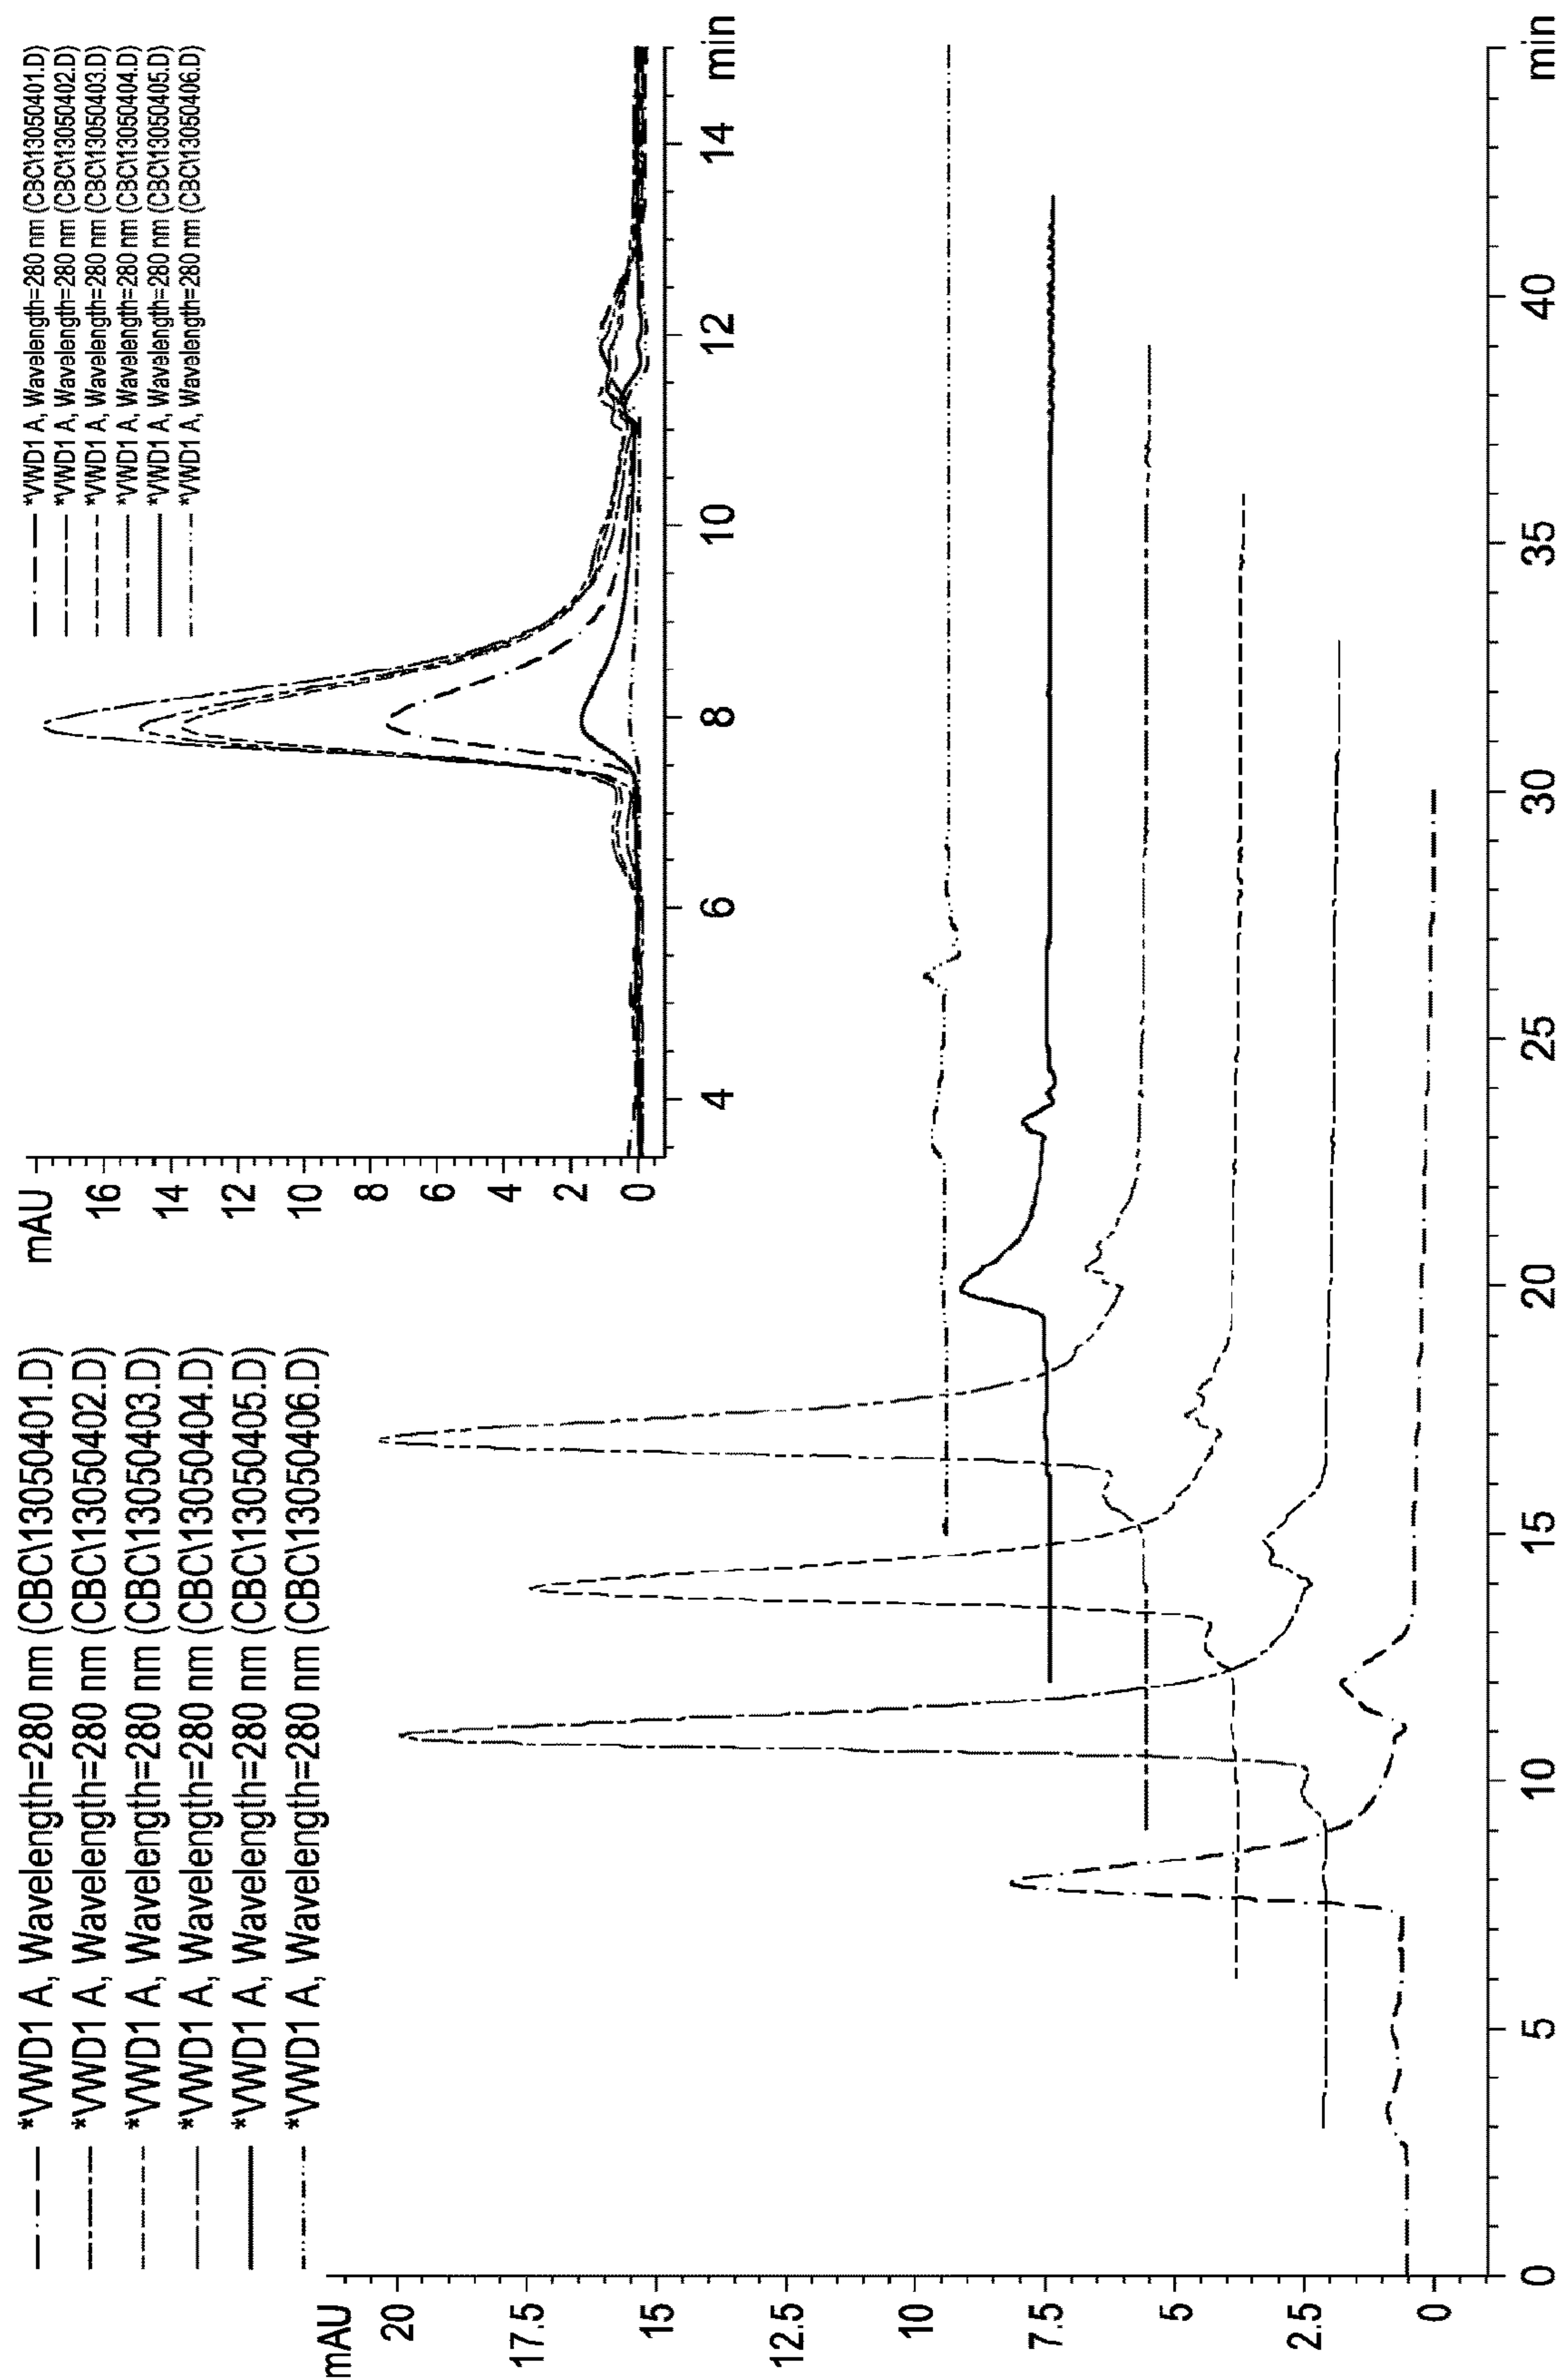 *VWD1 A, Wavelength=280 nm (CBC\13050401.D)
*VWD1 A, Wavelength=280 nm (CBC\13050402.D)
*VWD1 A, Wavelength=280 nm (CBC\13050403.D)
*VWD1 A, Wavelength=280 nm (CBC\13050404.D)
*VWD1 A, Wavelength=280 nm (CBC\13050405.D)
*VWD1 A, Wavelength=280 nm (CBC\13050406.D)
mAU
20
17.5
15
12.5
10
7.5
5
2.5
0
0
5
10
15
20
25
30
35
40
min
*VWD1 A, Wavelength=280 nm (CBC\13050401.D)
*VWD1 A, Wavelength=280 nm (CBC\13050402.D)
*VWD1 A, Wavelength=280 nm (CBC\13050403.D)
*VWD1 A, Wavelength=280 nm (CBC\13050404.D)
*VWD1 A, Wavelength=280 nm (CBC\13050405.D)
*VWD1 A, Wavelength=280 nm (CBC\13050406.D)
mAU
16
14
12
10
8
6
4
2
0
4
6
8
10
12
14
min